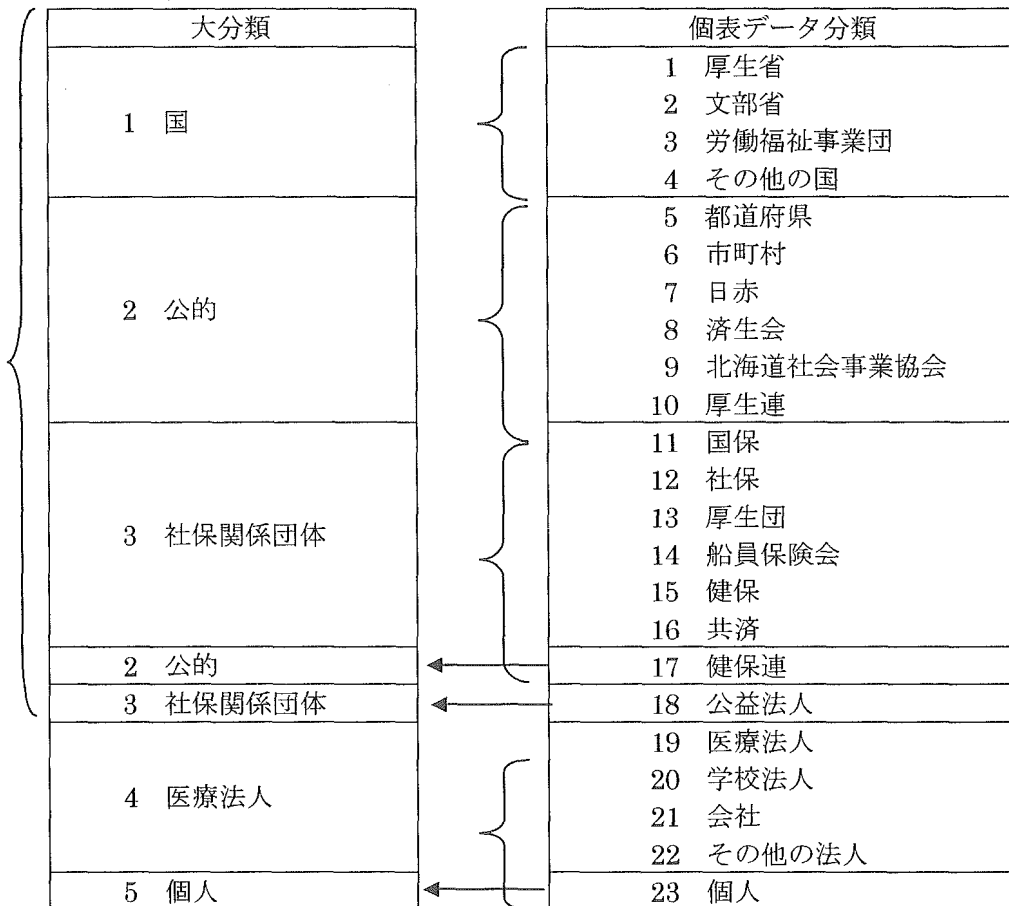 大分類
1 国
2 公的
3 社保関係団体
2 公的
3 社保関係団体
4 医療法人
5 個人
個表データ分類
1 厚生省
2 文部省
3 労働福祉事業団
4 その他の国
5 都道府県
6 市町村
7 日赤
8 済生会
9 北海道社会事業協会
10 厚生連
11 国保
12 社保
13 厚生団
14 船員保険会
15 健保
16 共済
17 健保連
18 公益法人
19 医療法人
20 学校法人
21 会社
22 その他の法人
23 個人